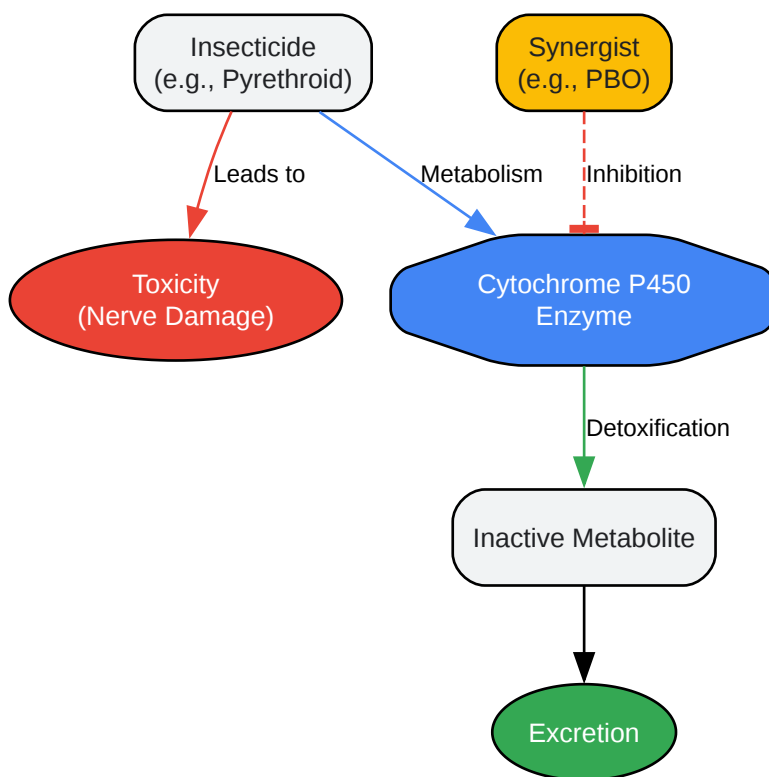 Insecticide
(e.g., Pyrethroid)
Synergist
(e.g., PBO)
Leads to
Metabolism
Inhibition
Toxicity
(Nerve Damage)
Cytochrome P450
Enzyme
Detoxification
Inactive Metabolite
Excretion